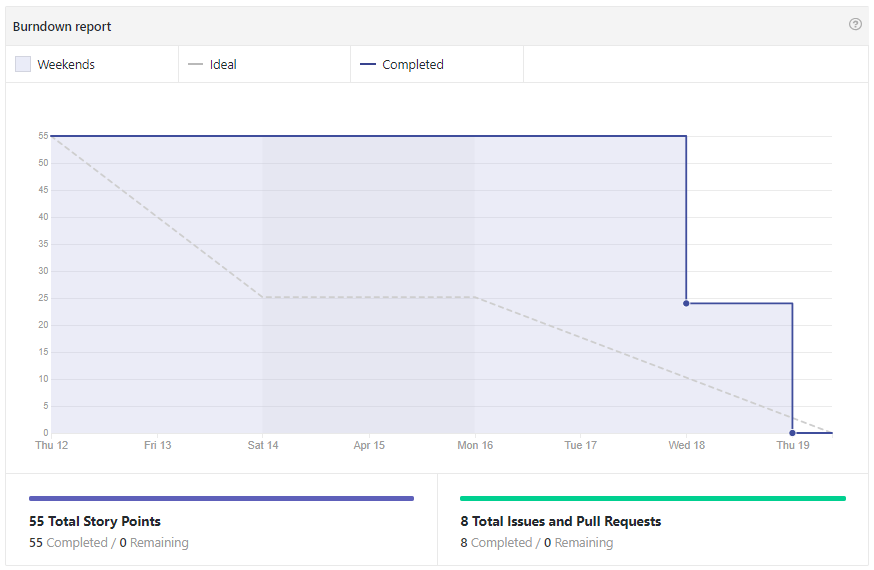 Burndown report ?
Weekends Ideal Completed
55
50
45
40
35
30
25
20
15
10
5
0
Thu 12 Fri 13 Sat 14 Apr 15 Mon 16 Tue 17 Wed 18 Thu 19
55 Total Story Points
55 Completed / 0 Remaining
8 Total Issues and Pull Requests
8 Completed / 0 Remaining